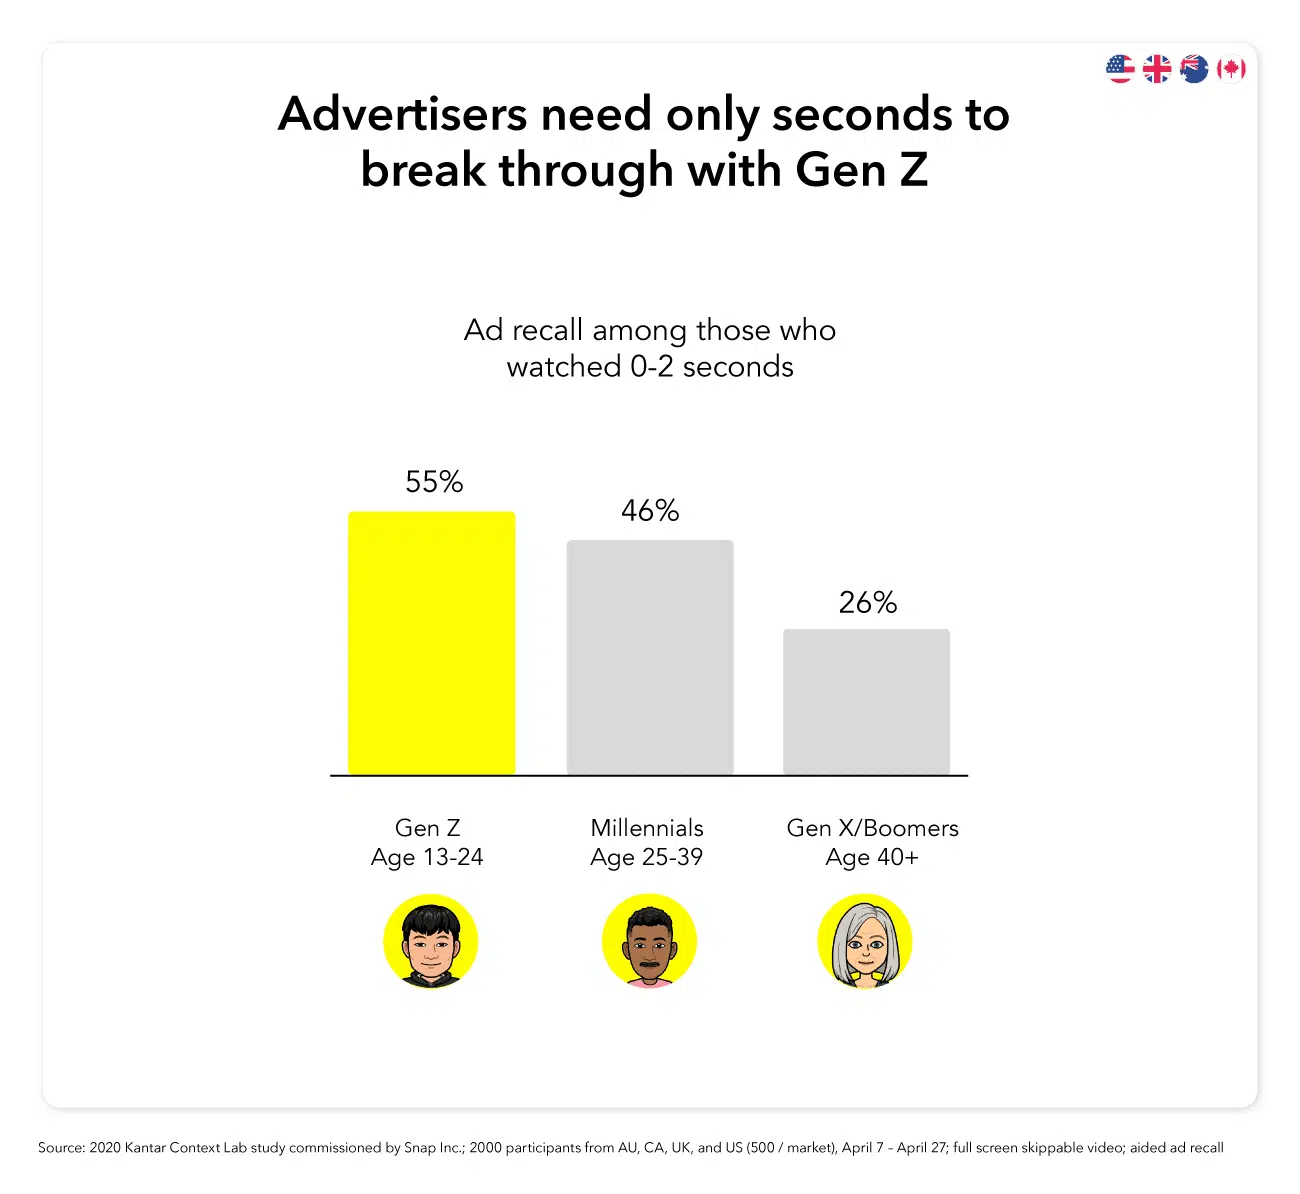 Advertisers need only seconds to
break through with Gen Z
Ad recall among those who
watched 0-2 seconds
55%
46%
26%
Gen Z
Age 13-24
Millennials
Age 25-39
Gen X/Boomers
Age 40+
Source: 2020 Kantar Context Lab study commissioned by Snap Inc.; 2000 participants from AU, CA, UK, and US (500 / market), April 7 – April 27; full screen skippable video; aided ad recall